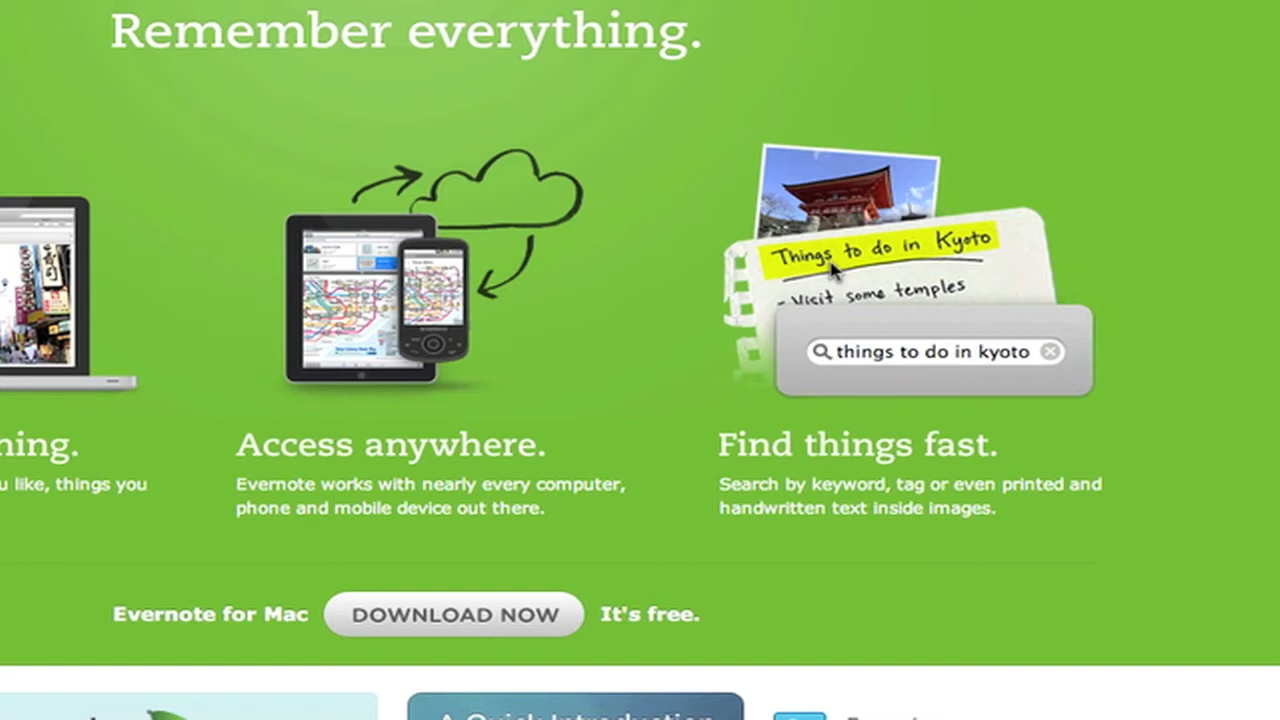 Remember everything.
Things to do in Kyoto
- Visit some temples
things to do in kyoto
Access anywhere.
Find things fast.
u like, things you
Evernote works with nearly every computer,
phone and mobile device out there.
Search by keyword, tag or even printed and
handwritten text inside images.
Evernote for Mac
DOWNLOAD NOW
It's free.
A Quick Introduction